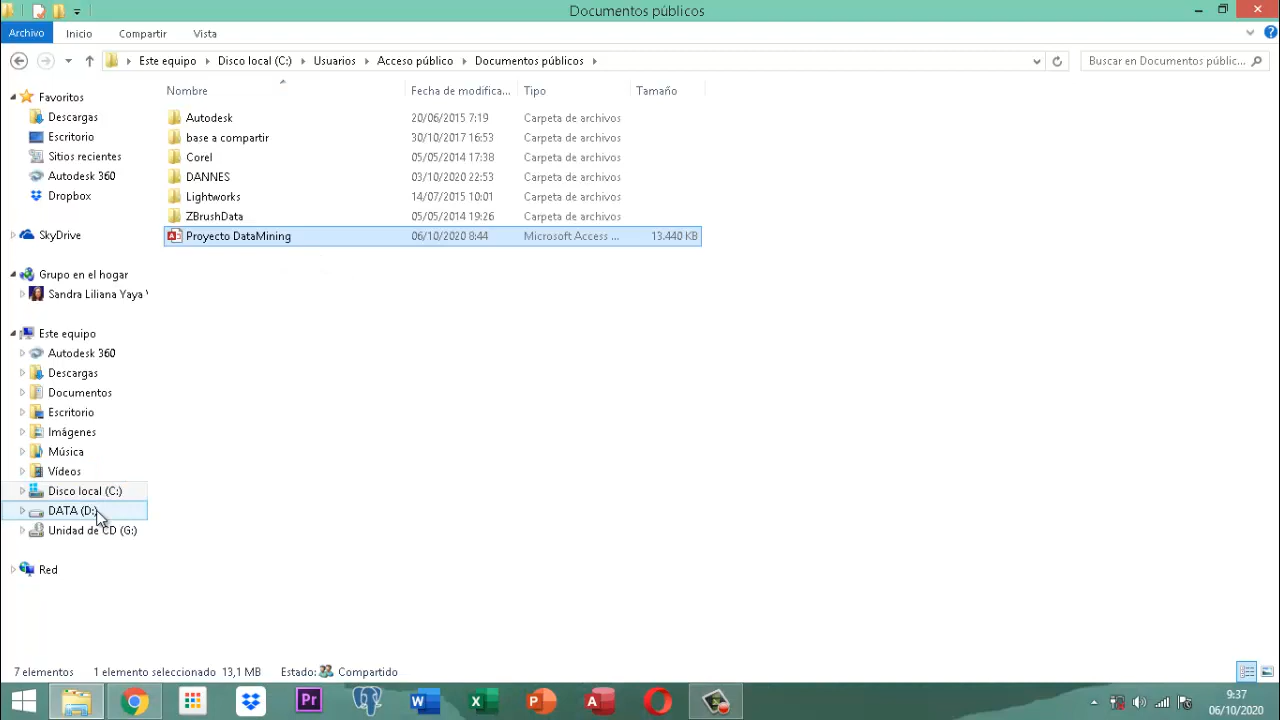 Documentos públicos
Archivo Inicio Compartir Vista
Este equipo Disco local (C:) Usuarios Acceso público Documentos públicos
Buscar en Documentos públic...
Nombre Fecha de modifica... Tipo Tamaño
Favoritos
Descargas
Escritorio
Sitios recientes
Autodesk 360
Dropbox
SkyDrive
Grupo en el hogar
Sandra Liliana Yaya
Este equipo
Autodesk 360
Descargas
Documentos
Escritorio
Imágenes
Música
Vídeos
Disco local (C:)
DATA (D:)
Unidad de CD (G:)
Red
Autodesk 20/06/2015 7:19 Carpeta de archivos
base a compartir 30/10/2017 16:53 Carpeta de archivos
Corel 05/05/2014 17:38 Carpeta de archivos
DANNES 03/10/2020 22:53 Carpeta de archivos
Lightworks 14/07/2015 10:01 Carpeta de archivos
ZBrushData 05/05/2014 19:26 Carpeta de archivos
Proyecto DataMining 06/10/2020 8:44 Microsoft Access ... 13.440 KB
7 elementos 1 elemento seleccionado 13,1 MB Estado: Compartido
Pr W X P A
9:37
06/10/2020